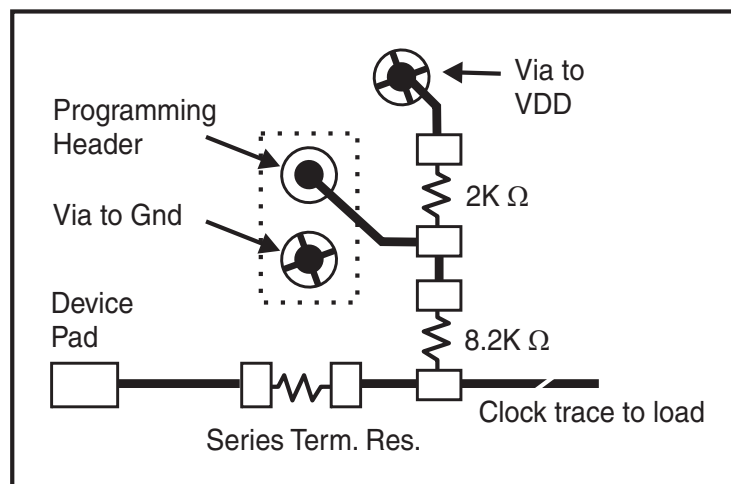 Via to
VDD
Programming
Header
2K Ω
Via to Gnd
Device
Pad
8.2K Ω
Clock trace to load
Series Term. Res.